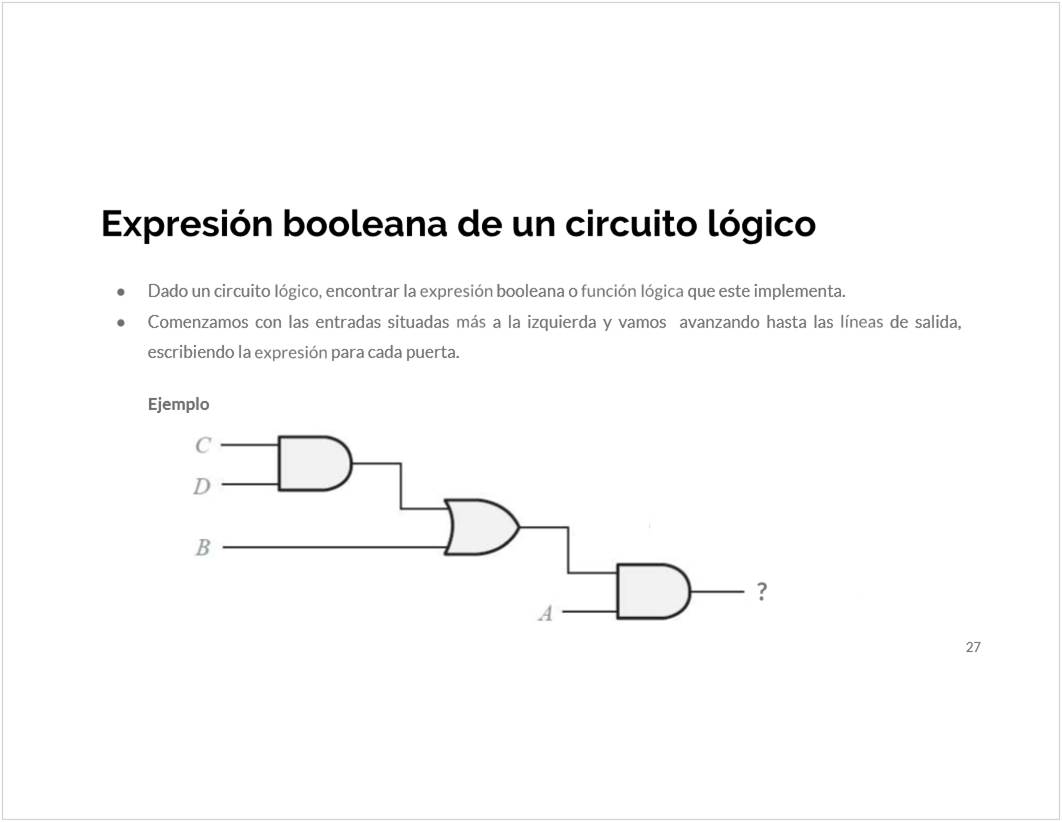 Expresión booleana de un circuito lógico
● Dado un circuito lógico, encontrar la expresión booleana o función lógica que este implementa.
● Comenzamos con las entradas situadas más a la izquierda y vamos avanzando hasta las líneas de salida,
escribiendo la expresión para cada puerta.
Ejemplo
C
D
B
A
?
27